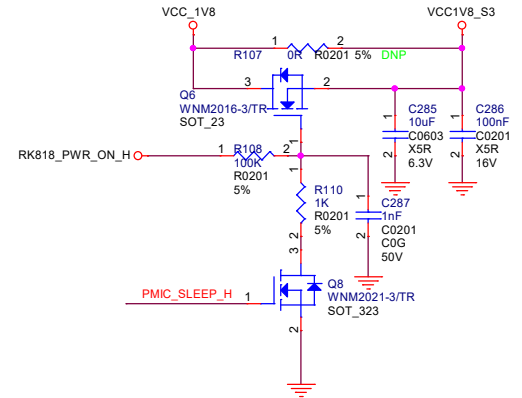 VCC_1V8
VCC1V8_S3
1
2
R107
0R
R0201
5%
DNP
3
2
Q6
WNM2016-3/TR
SOT_23
1
C285
10uF
C0603
X5R
6.3V
1
2
C286
100nF
C0201
X5R
16V
1
2
RK818_PWR_ON_H
1
2
R108
100K
R0201
5%
1
R110
1K
R0201
5%
2
1
C287
1nF
C0201
C0G
50V
2
3
PMIC_SLEEP_H
1
Q8
WNM2021-3/TR
SOT_323
2